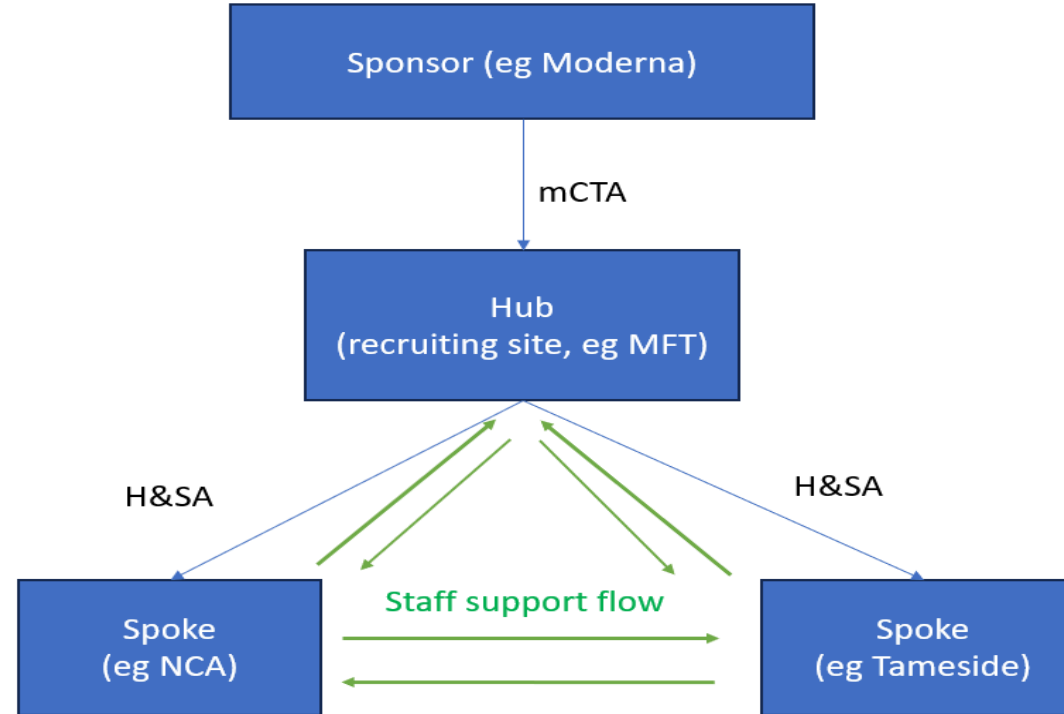 Sponsor (eg Moderna)
mCTA
Hub
(recruiting site, eg MFT)
H&SA
H&SA
Staff support flow
Spoke
(eg NCA)
Spoke
(eg Tameside)